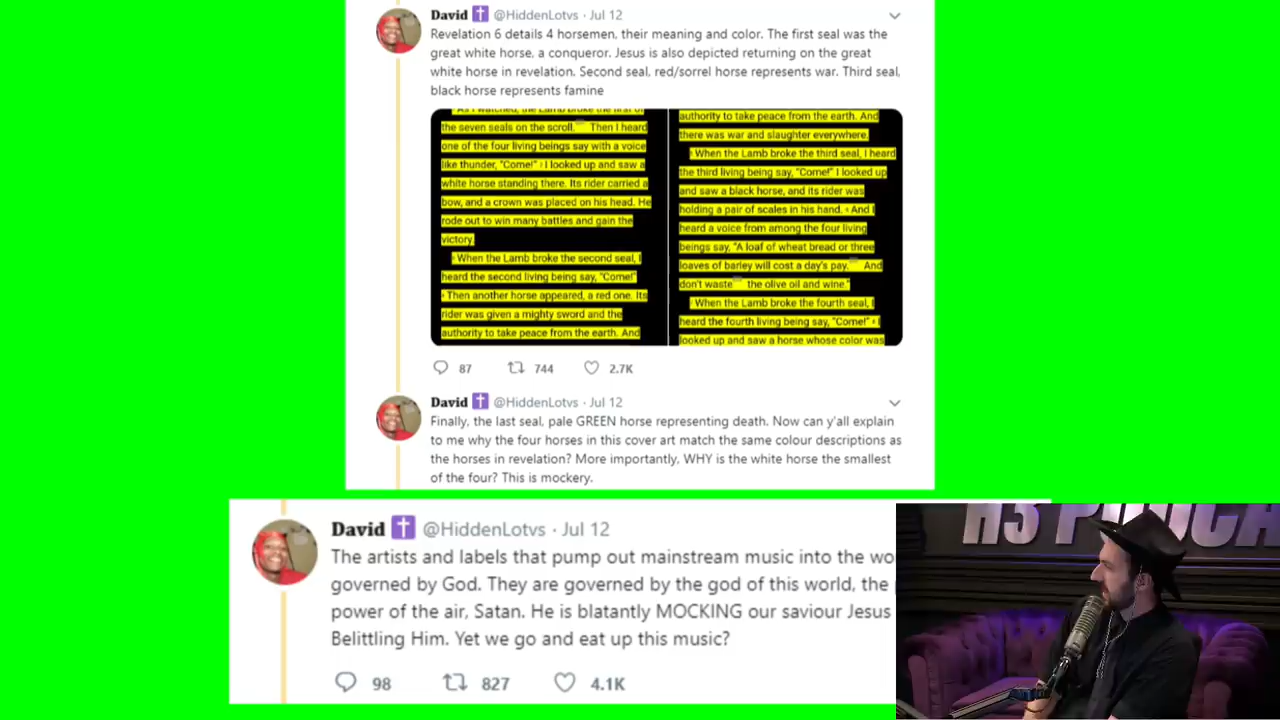 David ✝ @HiddenLotvs · Jul 12
Revelation 6 details 4 horsemen, their meaning and color. The first seal was the
great white horse, a conqueror. Jesus is also depicted returning on the great
white horse in revelation. Second seal, red/sorrel horse represents war. Third seal,
black horse represents famine
As I watched, the Lamb broke the first of
the seven seals on the scroll. Then I heard
one of the four living beings say with a voice
like thunder, "Come!" I looked up and saw a
white horse standing there. Its rider carried a
bow, and a crown was placed on his head. He
rode out to win many battles and gain the
victory.
When the Lamb broke the second seal, I
heard the second living being say, "Come!"
Then another horse appeared, a red one. Its
rider was given a mighty sword and the
authority to take peace from the earth. And
authority to take peace from the earth. And
there was war and slaughter everywhere.
When the Lamb broke the third seal, I heard
the third living being say, "Come!" I looked up
and saw a black horse, and its rider was
holding a pair of scales in his hand. And I
heard a voice from among the four living
beings say, "A loaf of wheat bread or three
loaves of barley will cost a day's pay. And
don't waste the olive oil and wine."
When the Lamb broke the fourth seal, I
heard the fourth living being say, "Come!" I
looked up and saw a horse whose color was
87 744 2.7K
David ✝ @HiddenLotvs · Jul 12
Finally, the last seal, pale GREEN horse representing death. Now can y'all explain
to me why the four horses in this cover art match the same colour descriptions as
the horses in revelation? More importantly, WHY is the white horse the smallest
of the four? This is mockery.
David ✝ @HiddenLotvs · Jul 12
The artists and labels that pump out mainstream music into the wo
governed by God. They are governed by the god of this world, the
power of the air, Satan. He is blatantly MOCKING our saviour Jesus
Belittling Him. Yet we go and eat up this music?
98 827 4.1K
H3 PODCA